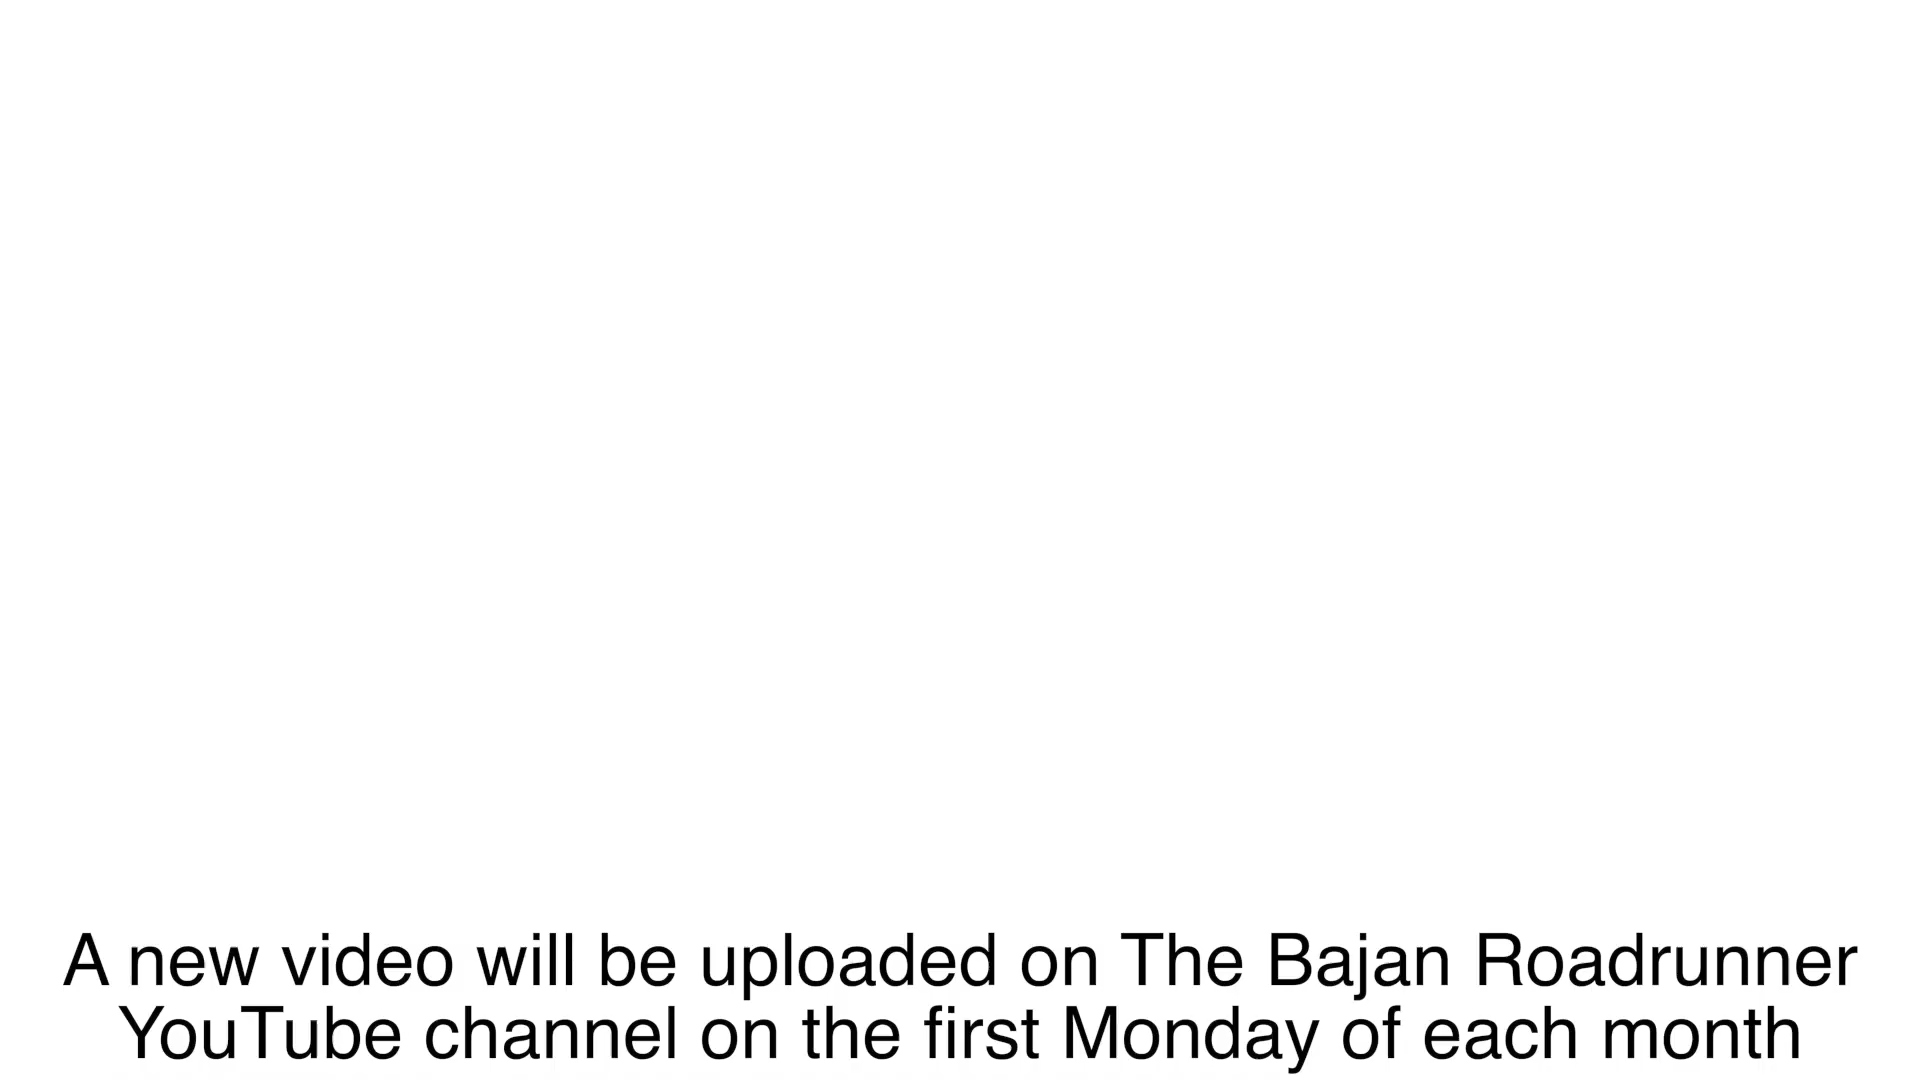 A new video will be uploaded on The Bajan Roadrunner
YouTube channel on the first Monday of each month